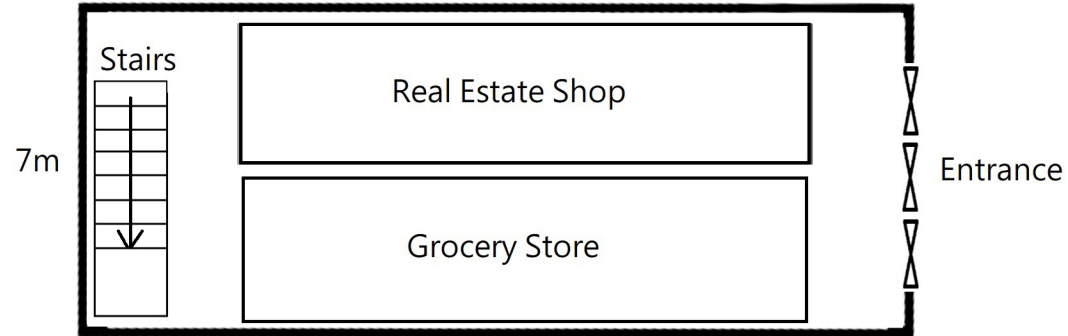 Stairs
Real Estate Shop
7m
Entrance
Grocery Store